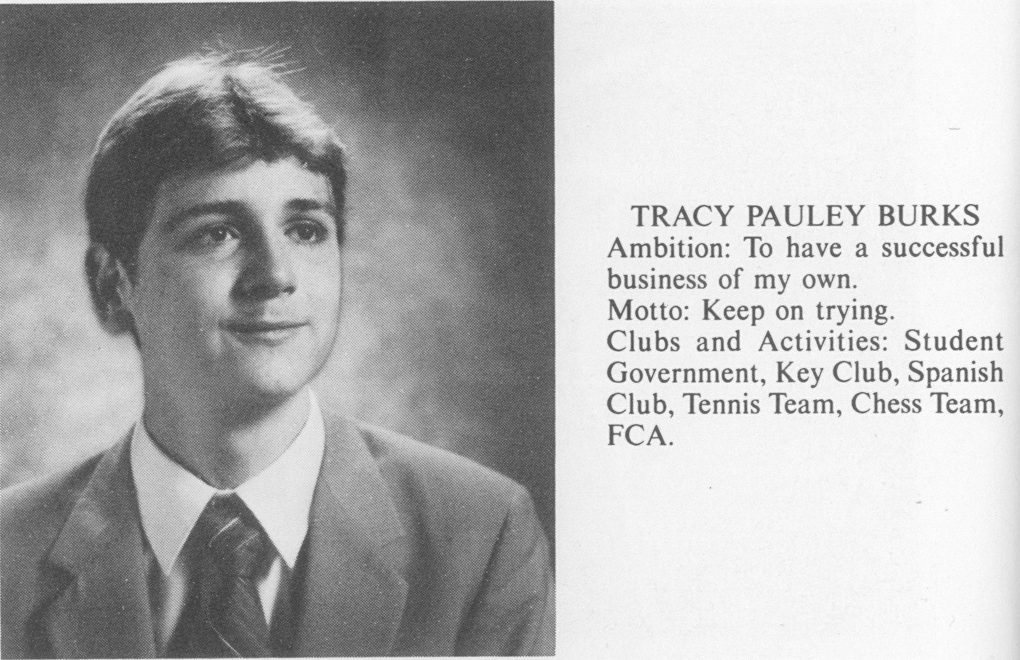 TRACY PAULEY BURKS
Ambition: To have a successful
business of my own.
Motto: Keep on trying.
Clubs and Activities: Student
Government, Key Club, Spanish
Club, Tennis Team, Chess Team,
FCA.